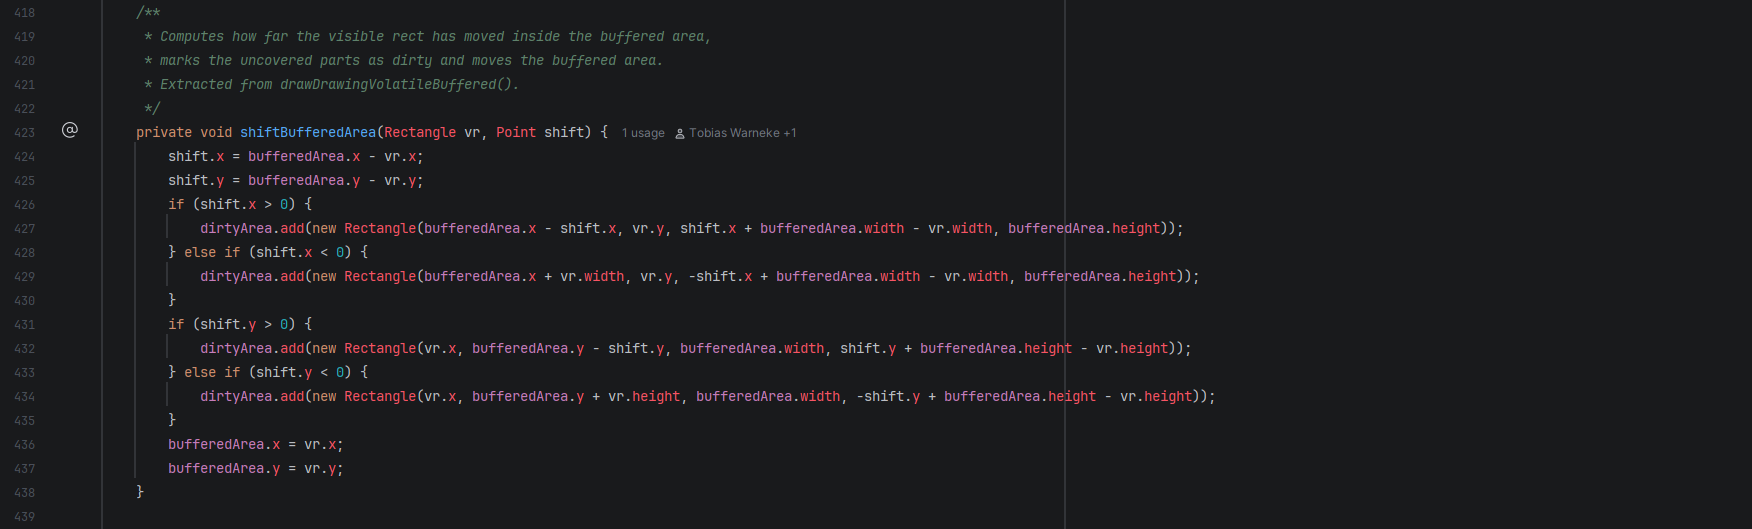 418 /**
419 * Computes how far the visible rect has moved inside the buffered area,
420 * marks the uncovered parts as dirty and moves the buffered area.
421 * Extracted from drawDrawingVolatileBuffered().
422 */
423 @ private void shiftBufferedArea(Rectangle vr, Point shift) { 1 usage Tobias Warneke +1
424 shift.x = bufferedArea.x - vr.x;
425 shift.y = bufferedArea.y - vr.y;
426 if (shift.x > 0) {
427 dirtyArea.add(new Rectangle(bufferedArea.x - shift.x, vr.y, shift.x + bufferedArea.width - vr.width, bufferedArea.height));
428 } else if (shift.x < 0) {
429 dirtyArea.add(new Rectangle(bufferedArea.x + vr.width, vr.y, -shift.x + bufferedArea.width - vr.width, bufferedArea.height));
430 }
431 if (shift.y > 0) {
432 dirtyArea.add(new Rectangle(vr.x, bufferedArea.y - shift.y, bufferedArea.width, shift.y + bufferedArea.height - vr.height));
433 } else if (shift.y < 0) {
434 dirtyArea.add(new Rectangle(vr.x, bufferedArea.y + vr.height, bufferedArea.width, -shift.y + bufferedArea.height - vr.height));
435 }
436 bufferedArea.x = vr.x;
437 bufferedArea.y = vr.y;
438 }
439